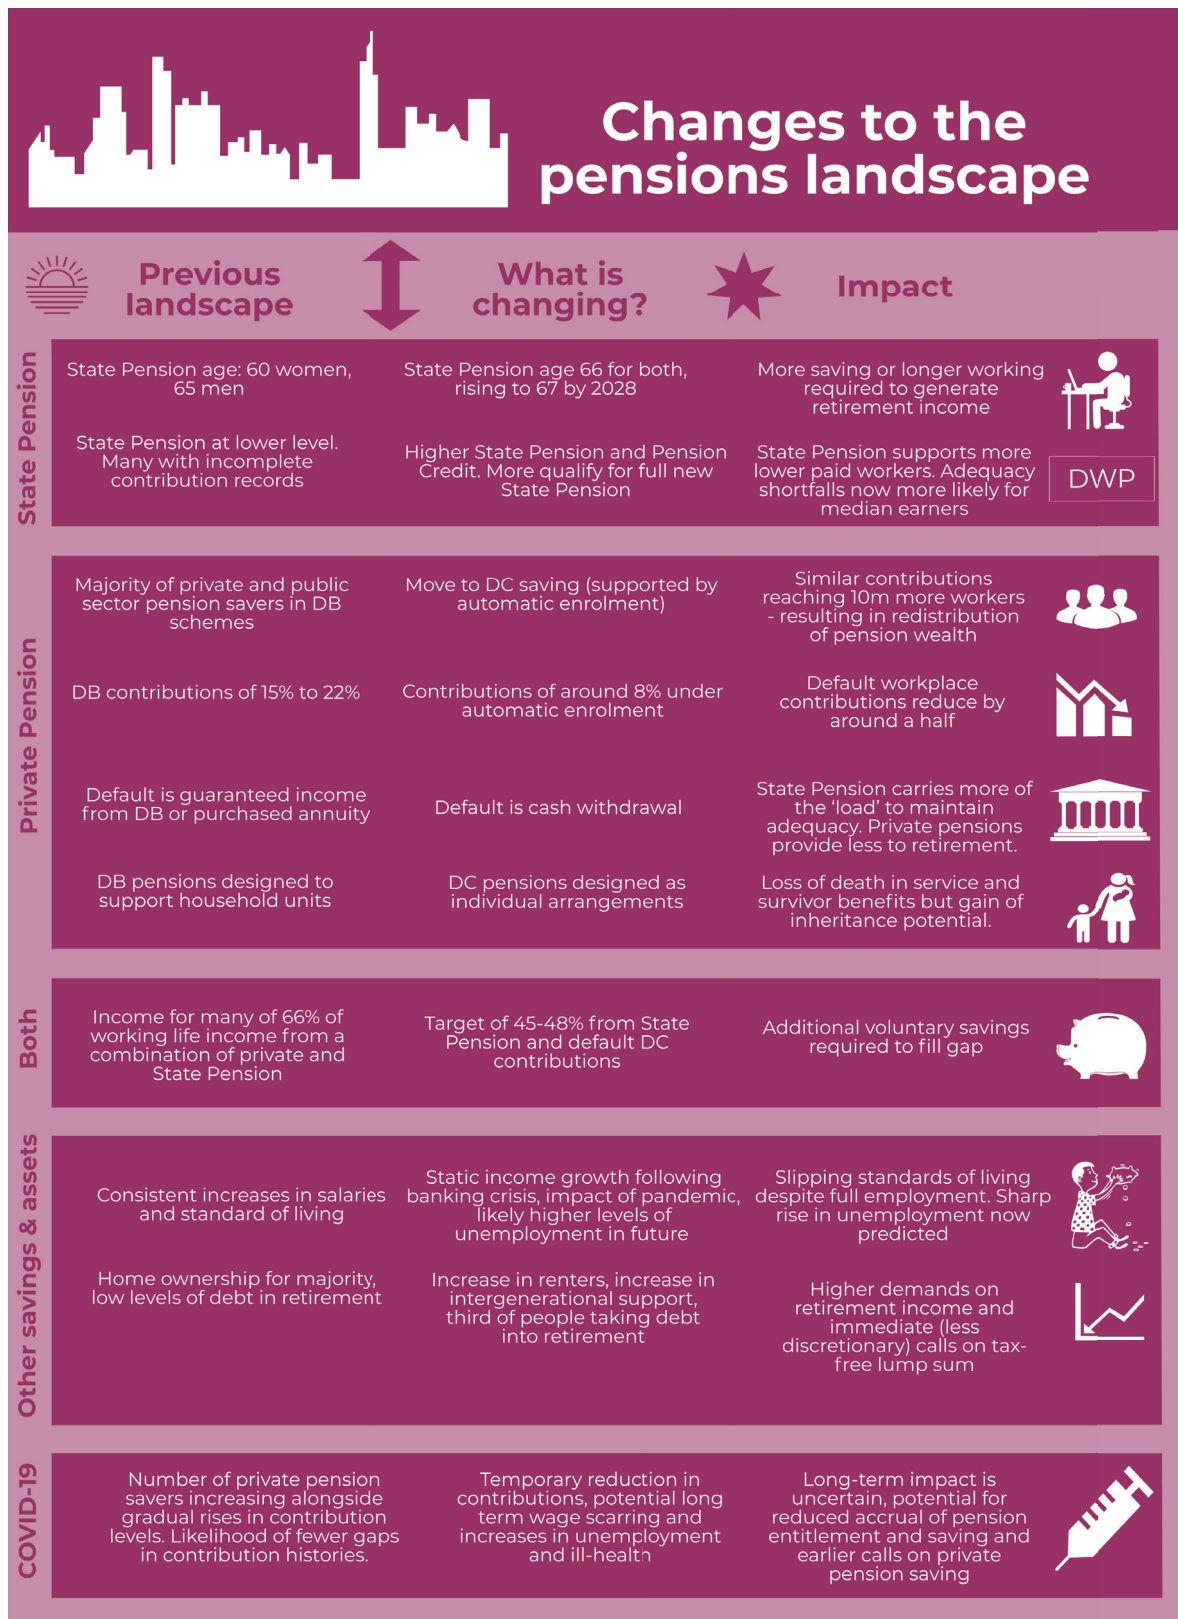 Changes to the
pensions landscape
Previous
landscape
What is
changing?
Impact
State Pension
State Pension age: 60 women,
65 men
State Pension age 66 for both,
rising to 67 by 2028
More saving or longer working
required to generate
retirement income
State Pension at lower level.
Many with incomplete
contribution records
Higher State Pension and Pension
Credit. More qualify for full new
State Pension
State Pension supports more
lower paid workers. Adequacy
shortfalls now more likely for
median earners
DWP
Private Pension
Majority of private and public
sector pension savers in DB
schemes
Move to DC saving (supported by
automatic enrolment)
Similar contributions
reaching 10m more workers
- resulting in redistribution
of pension wealth
DB contributions of 15% to 22%
Contributions of around 8% under
automatic enrolment
Default workplace
contributions reduce by
around a half
Default is guaranteed income
from DB or purchased annuity
Default is cash withdrawal
State Pension carries more of
the ‘load’ to maintain
adequacy. Private pensions
provide less to retirement.
DB pensions designed to
support household units
DC pensions designed as
individual arrangements
Loss of death in service and
survivor benefits but gain of
inheritance potential.
Both
Income for many of 66% of
working life income from a
combination of private and
State Pension
Target of 45-48% from State
Pension and default DC
contributions
Additional voluntary savings
required to fill gap
Other savings & assets
Consistent increases in salaries
and standard of living
Static income growth following
banking crisis, impact of pandemic,
likely higher levels of
unemployment in future
Slipping standards of living
despite full employment. Sharp
rise in unemployment now
predicted
Home ownership for majority,
low levels of debt in retirement
Increase in renters, increase in
intergenerational support,
third of people taking debt
into retirement
Higher demands on
retirement income and
immediate (less
discretionary) calls on tax-
free lump sum
COVID-19
Number of private pension
savers increasing alongside
gradual rises in contribution
levels. Likelihood of fewer gaps
in contribution histories.
Temporary reduction in
contributions, potential long
term wage scarring and
increases in unemployment
and ill-health
Long-term impact is
uncertain, potential for
reduced accrual of pension
entitlement and saving and
earlier calls on private
pension saving